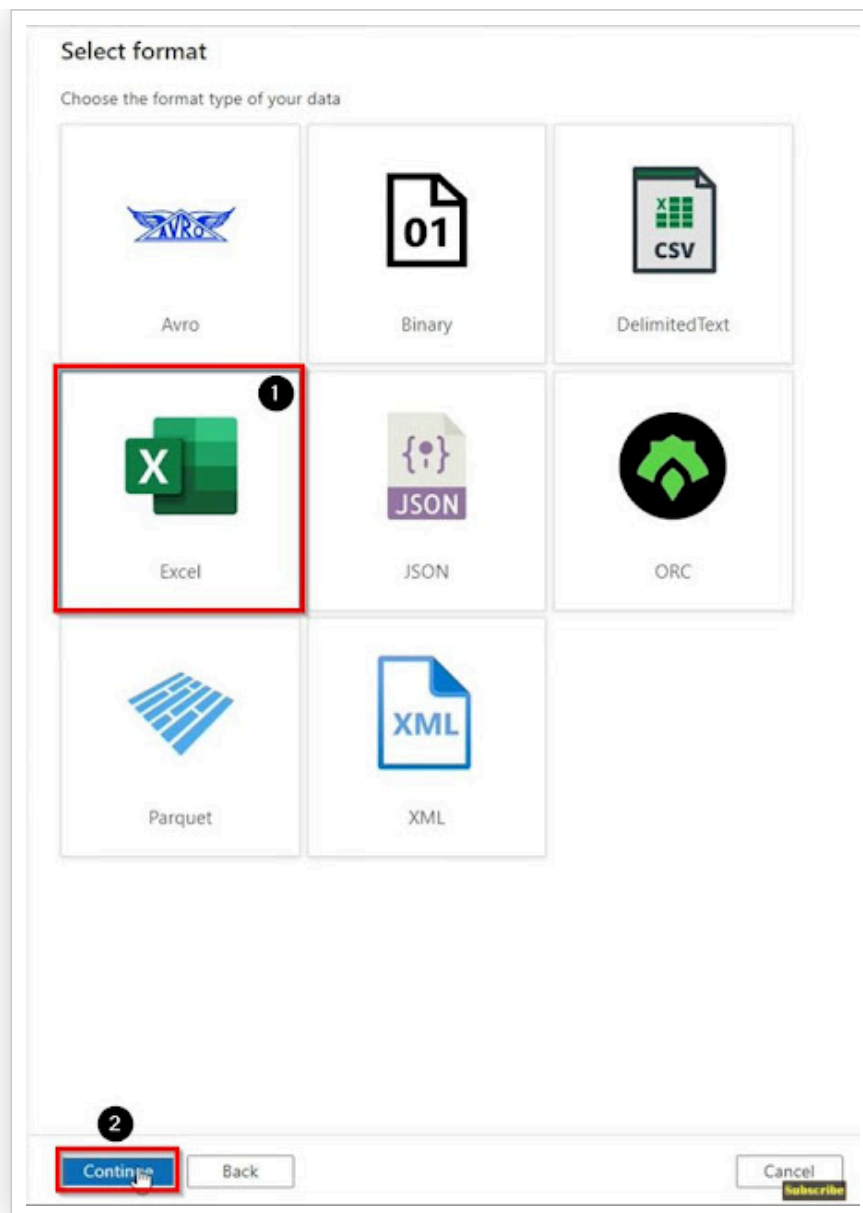 Select format
Choose the format type of your data
AVRO
01
X
CSV
Avro
Binary
DelimitedText
1
X
{;}
JSON
Excel
JSON
ORC
XML
Parquet
XML
2
Continue
Back
Cancel
Subscribe